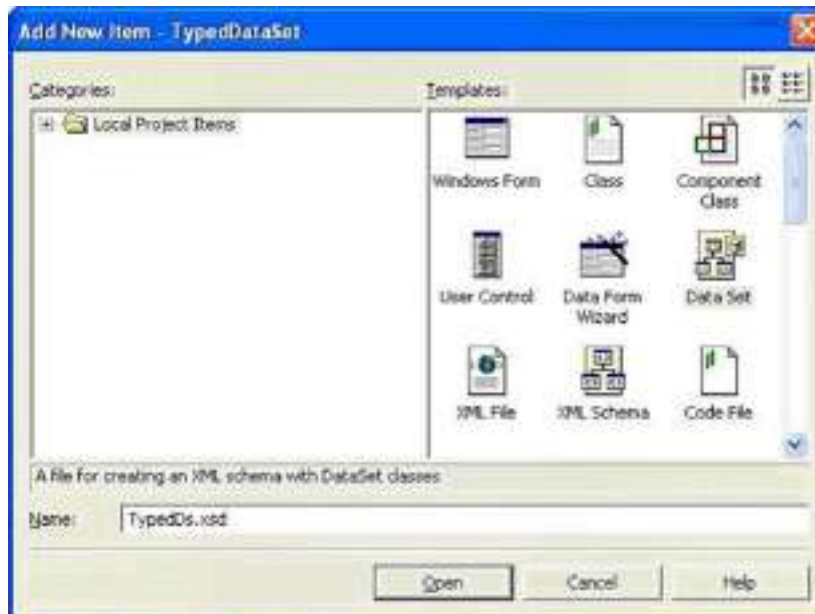 Add New Item - TypedDataSet
Categories:
Templates:
Local Project Items
Windows Form
Class
Component Class
User Control
Data Form Wizard
Data Set
XML File
XML Schema
Code File
A file for creating an XML schema with DataSet classes
Name:
TypedDs.xsd
Open
Cancel
Help